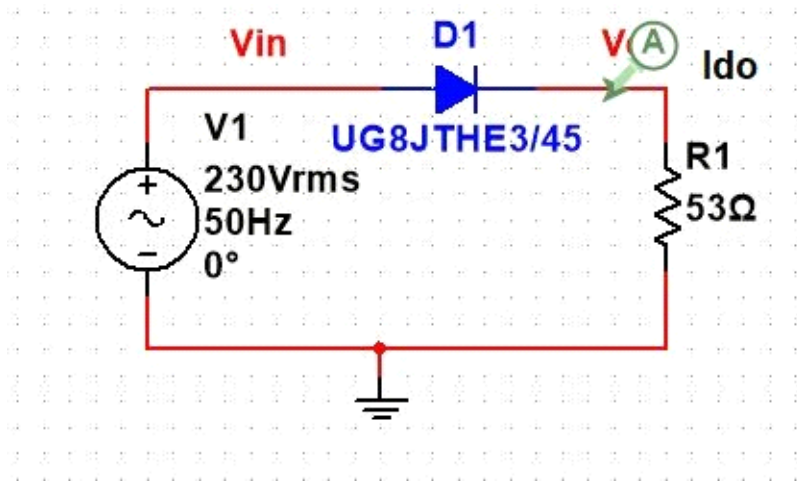 Vin
D1
V
A
Ido
V1
UG8JTHE3/45
230Vrms
50Hz
0°
R1
53Ω